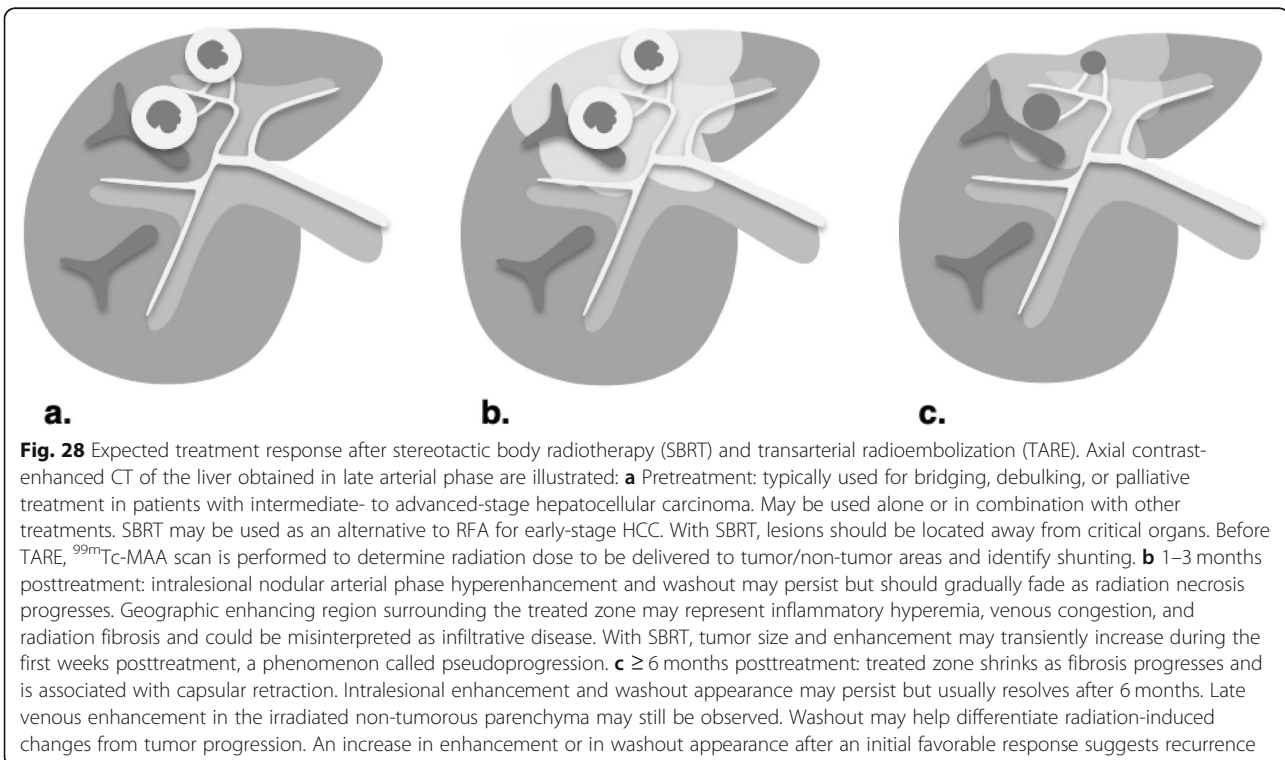 a.
b.
c.
Fig. 28 Expected treatment response after stereotactic body radiotherapy (SBRT) and transarterial radioembolization (TARE). Axial contrast-
enhanced CT of the liver obtained in late arterial phase are illustrated: a Pretreatment: typically used for bridging, debulking, or palliative
treatment in patients with intermediate- to advanced-stage hepatocellular carcinoma. May be used alone or in combination with other
treatments. SBRT may be used as an alternative to RFA for early-stage HCC. With SBRT, lesions should be located away from critical organs. Before
TARE, 99mTc-MAA scan is performed to determine radiation dose to be delivered to tumor/non-tumor areas and identify shunting. b 1–3 months
posttreatment: intralesional nodular arterial phase hyperenhancement and washout may persist but should gradually fade as radiation necrosis
progresses. Geographic enhancing region surrounding the treated zone may represent inflammatory hyperemia, venous congestion, and
radiation fibrosis and could be misinterpreted as infiltrative disease. With SBRT, tumor size and enhancement may transiently increase during the
first weeks posttreatment, a phenomenon called pseudoprogression. c ≥ 6 months posttreatment: treated zone shrinks as fibrosis progresses and
is associated with capsular retraction. Intralesional enhancement and washout appearance may persist but usually resolves after 6 months. Late
venous enhancement in the irradiated non-tumorous parenchyma may still be observed. Washout may help differentiate radiation-induced
changes from tumor progression. An increase in enhancement or in washout appearance after an initial favorable response suggests recurrence